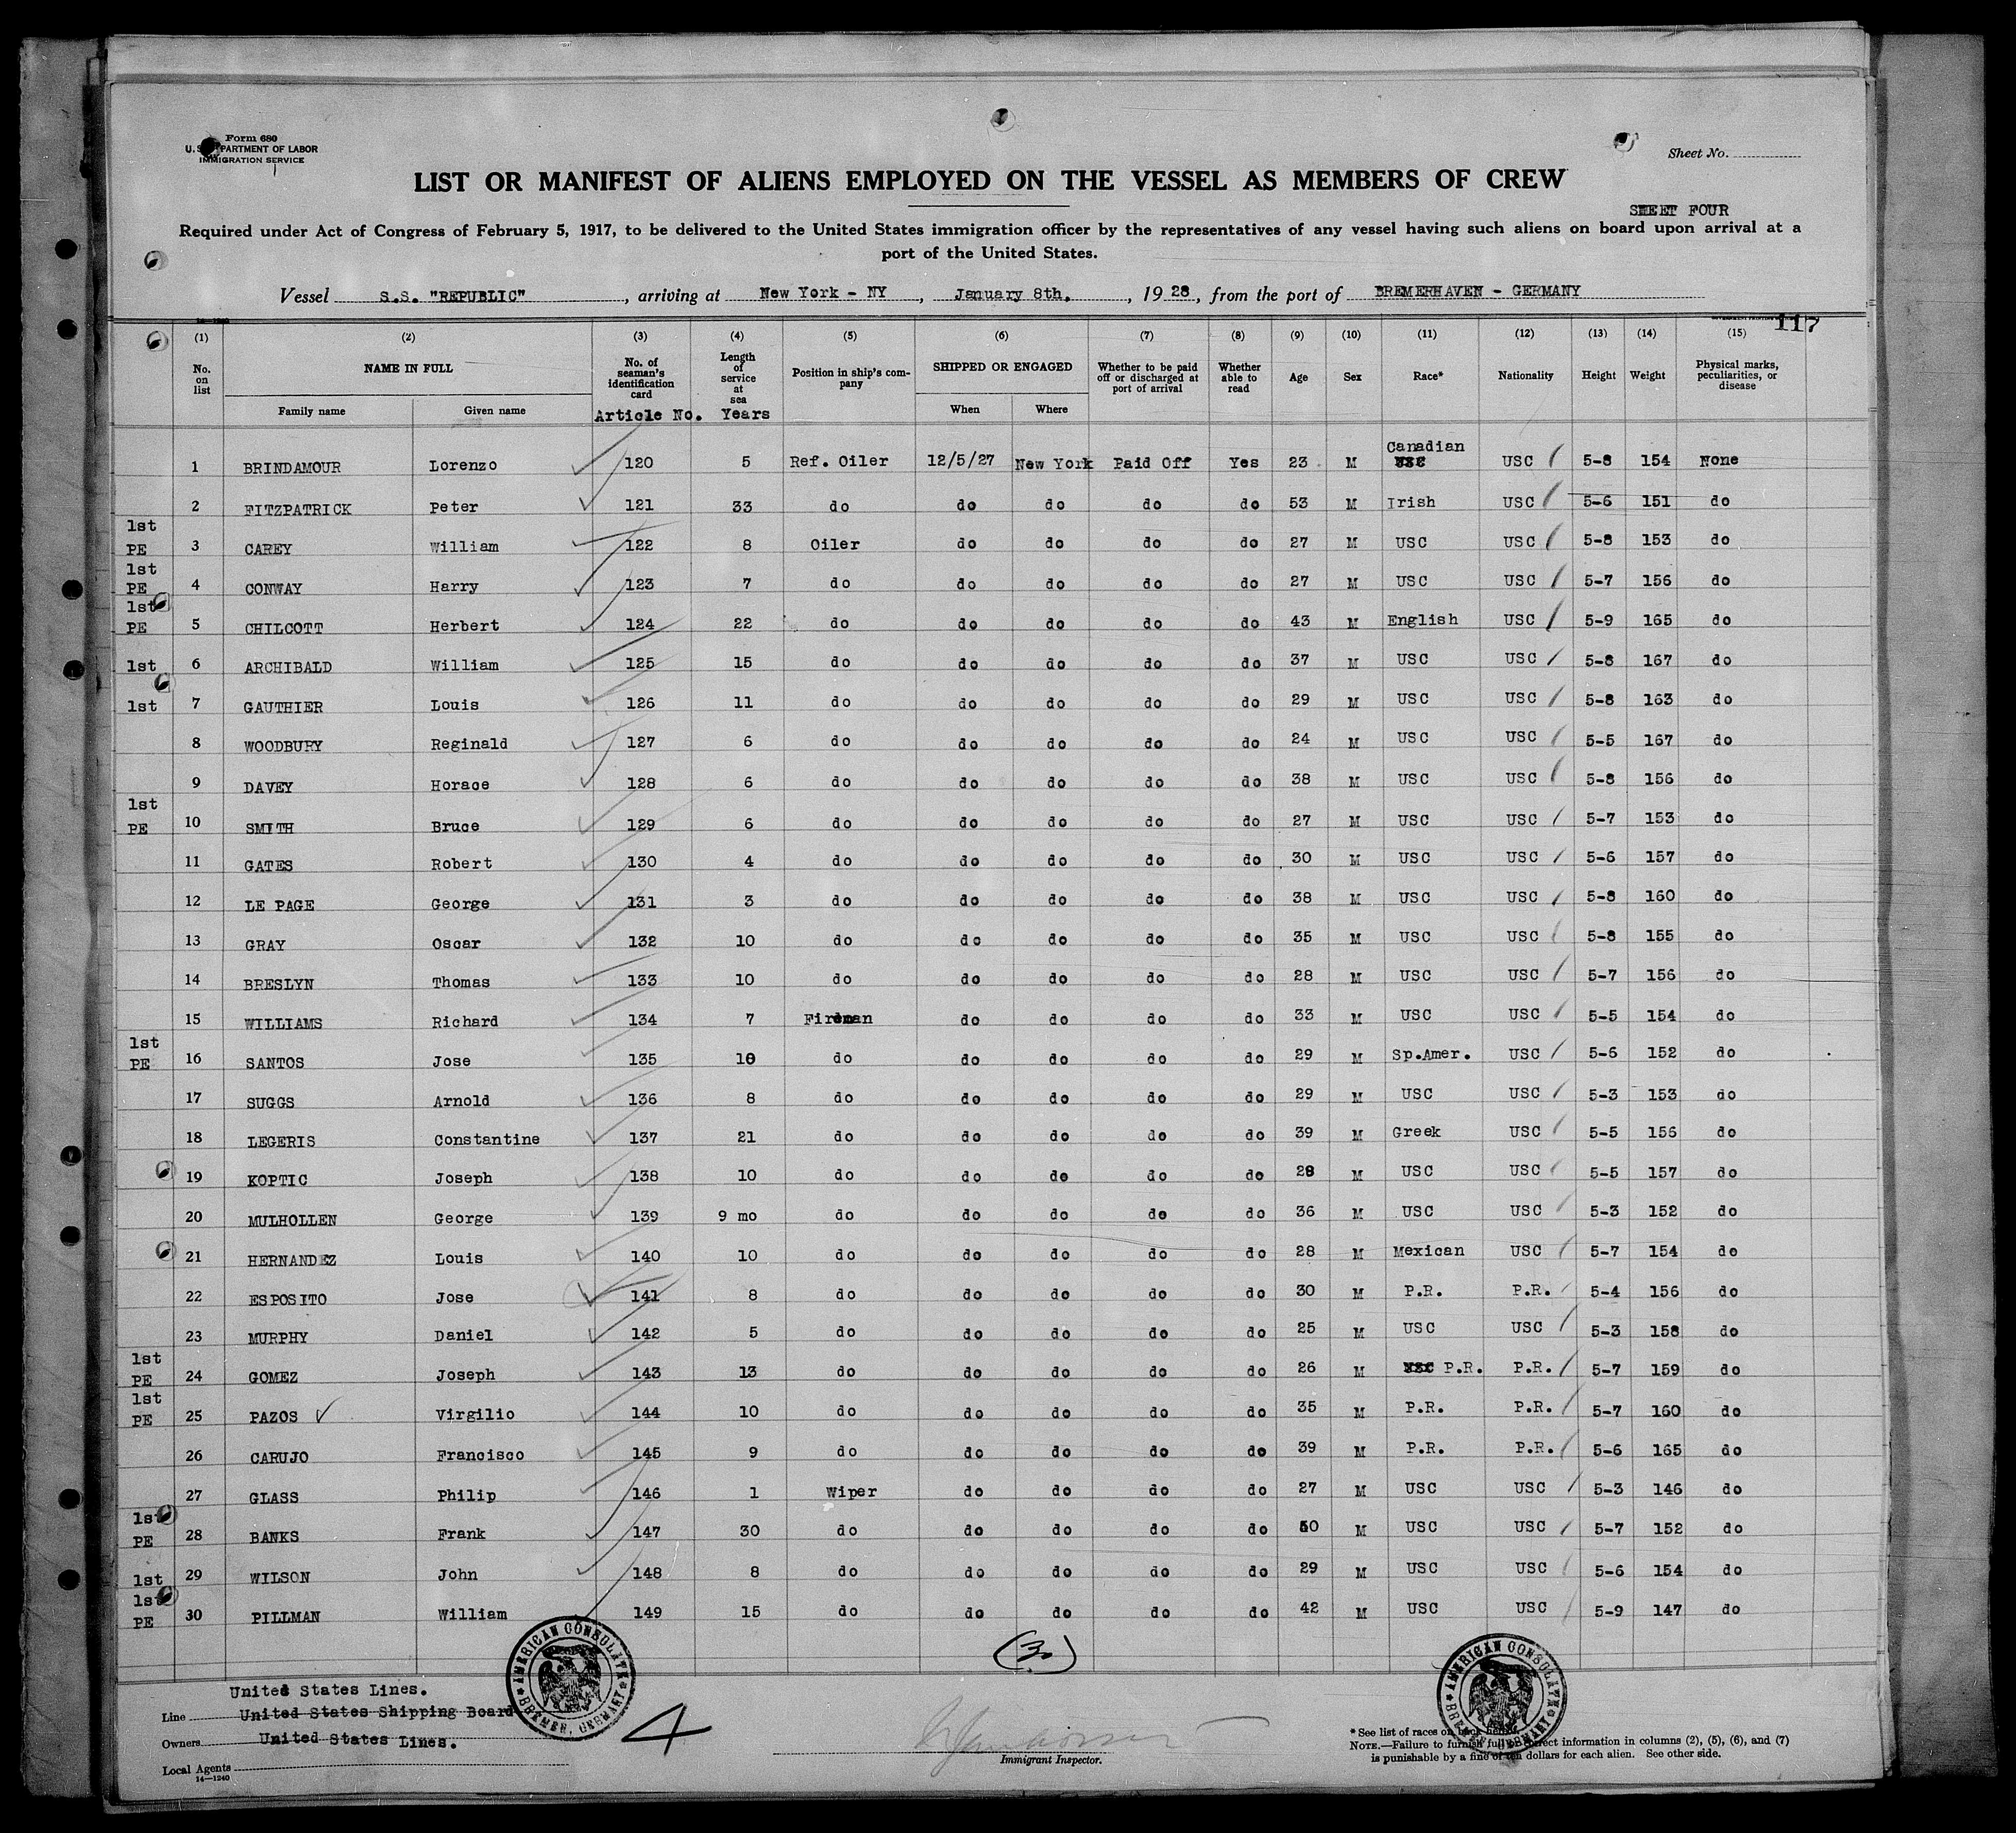 Form 680
U. S. DEPARTMENT OF LABOR
IMMIGRATION SERVICE
Sheet No.
LIST OR MANIFEST OF ALIENS EMPLOYED ON THE VESSEL AS MEMBERS OF CREW
SHEET FOUR
Required under Act of Congress of February 5, 1917, to be delivered to the United States immigration officer by the representatives of any vessel having such aliens on board upon arrival at a
port of the United States.
Vessel S.S. "REPUBLIC", arriving at New York - NY, January 8th., 1928, from the port of BREMERHAVEN - GERMANY
117
(1) (2) (3) (4) (5) (6) (7) (8) (9) (10) (11) (12) (13) (14) (15)
No. on list NAME IN FULL Family name Given name No. of seaman's identification card Article No. Length of service at sea Years Position in ship's company SHIPPED OR ENGAGED When Where Whether to be paid off or discharged at port of arrival Whether able to read Age Sex Race* Nationality Height Weight Physical marks, peculiarities, or disease
1 BRINDAMOUR Lorenzo 120 5 Ref. Oiler 12/5/27 New York Paid Off Yes 23 M Canadian USC USC 5-8 154 None
2 FITZPATRICK Peter 121 33 do do do do do 53 M Irish USC 5-6 151 do
1st PE 3 CAREY William 122 8 Oiler do do do do 27 M USC USC 5-8 153 do
1st PE 4 CONWAY Harry 123 7 do do do do do 27 M USC USC 5-7 156 do
1st PE 5 CHILCOTT Herbert 124 22 do do do do do 43 M English USC 5-9 165 do
1st 6 ARCHIBALD William 125 15 do do do do do 37 M USC USC 5-8 167 do
1st 7 GAUTHIER Louis 126 11 do do do do do 29 M USC USC 5-8 163 do
8 WOODBURY Reginald 127 6 do do do do do 24 M USC USC 5-5 167 do
9 DAVEY Horace 128 6 do do do do do 38 M USC USC 5-8 156 do
1st PE 10 SMITH Bruce 129 6 do do do do do 27 M USC USC 5-7 153 do
11 GATES Robert 130 4 do do do do do 30 M USC USC 5-6 157 do
12 LE PAGE George 131 3 do do do do do 38 M USC USC 5-8 160 do
13 GRAY Oscar 132 10 do do do do do 35 M USC USC 5-8 155 do
14 BRESLYN Thomas 133 10 do do do do do 28 M USC USC 5-7 156 do
15 WILLIAMS Richard 134 7 Fireman do do do do 33 M USC USC 5-5 154 do
1st PE 16 SANTOS Jose 135 10 do do do do do 29 M Sp.Amer. USC 5-6 152 do
17 SUGGS Arnold 136 8 do do do do do 29 M USC USC 5-3 153 do
18 LEGERIS Constantine 137 21 do do do do do 39 M Greek USC 5-5 156 do
19 KOPTIC Joseph 138 10 do do do do do 28 M USC USC 5-5 157 do
20 MULHOLLEN George 139 9 mo do do do do do 36 M USC USC 5-3 152 do
21 HERNANDEZ Louis 140 10 do do do do do 28 M Mexican USC 5-7 154 do
22 ESPOSITO Jose 141 8 do do do do do 30 M P.R. P.R. 5-4 156 do
23 MURPHY Daniel 142 5 do do do do do 25 M USC USC 5-3 158 do
1st PE 24 GOMEZ Joseph 143 13 do do do do do 26 M USC P.R. P.R. 5-7 159 do
1st PE 25 PAZOS Virgilio 144 10 do do do do do 35 M P.R. P.R. 5-7 160 do
26 CARUJO Francisco 145 9 do do do do do 39 M P.R. P.R. 5-6 165 do
27 GLASS Philip 146 1 Wiper do do do do 27 M USC USC 5-3 146 do
1st PE 28 BANKS Frank 147 30 do do do do do 50 M USC USC 5-7 152 do
1st 29 WILSON John 148 8 do do do do do 29 M USC USC 5-6 154 do
1st PE 30 PILLMAN William 149 15 do do do do do 42 M USC USC 5-9 147 do
(30)
AMERICAN CONSULATE BREMEN, GERMANY
AMERICAN CONSULATE BREMEN, GERMANY
United States Lines.
Line United States Shipping Board
Owners United States Lines.
Local Agents
14—1240
4
Immigrant Inspector.
* See list of races on back hereof.
NOTE.—Failure to furnish full or correct information in columns (2), (5), (6), and (7)
is punishable by a fine of ten dollars for each alien. See other side.